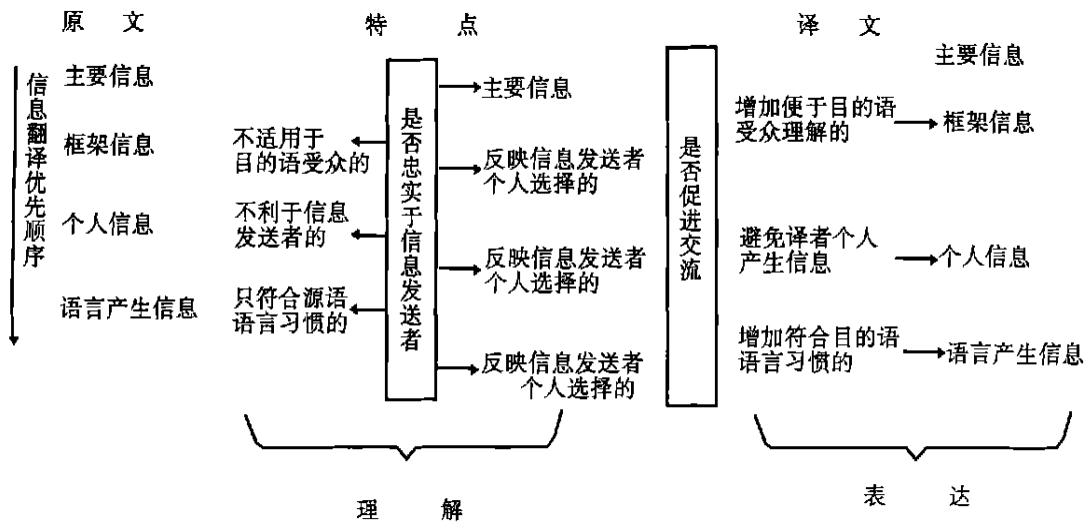 原 文
特 点
译 文
信息翻译优先顺序
主要信息
框架信息
个人信息
语言产生信息
不适用于
目的语受众的
不利于信息
发送者的
只符合源语
语言习惯的
是否忠实于信息发送者
主要信息
反映信息发送者
个人选择的
反映信息发送者
个人选择的
反映信息发送者
个人选择的
是否促进交流
增加便于目的语
受众理解的
避免译者个人
产生信息
增加符合目的语
语言习惯的
主要信息
框架信息
个人信息
语言产生信息
理 解
表 达